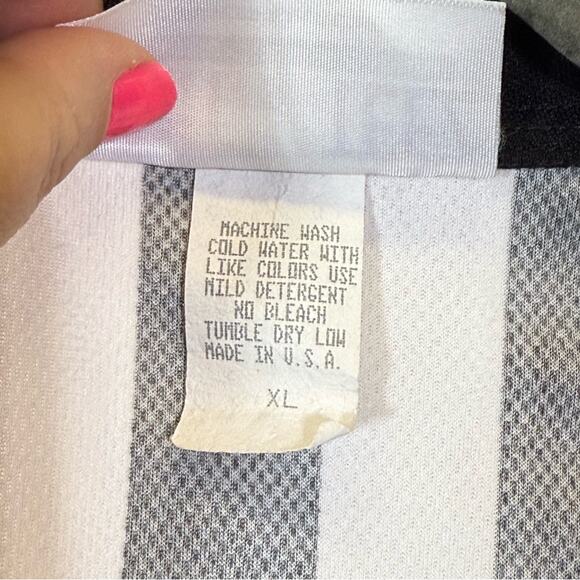 MACHINE WASH
COLD WATER WITH
LIKE COLORS USE
MILD DETERGENT
NO BLEACH
TUMBLE DRY LOW
MADE IN U.S.A.
XL